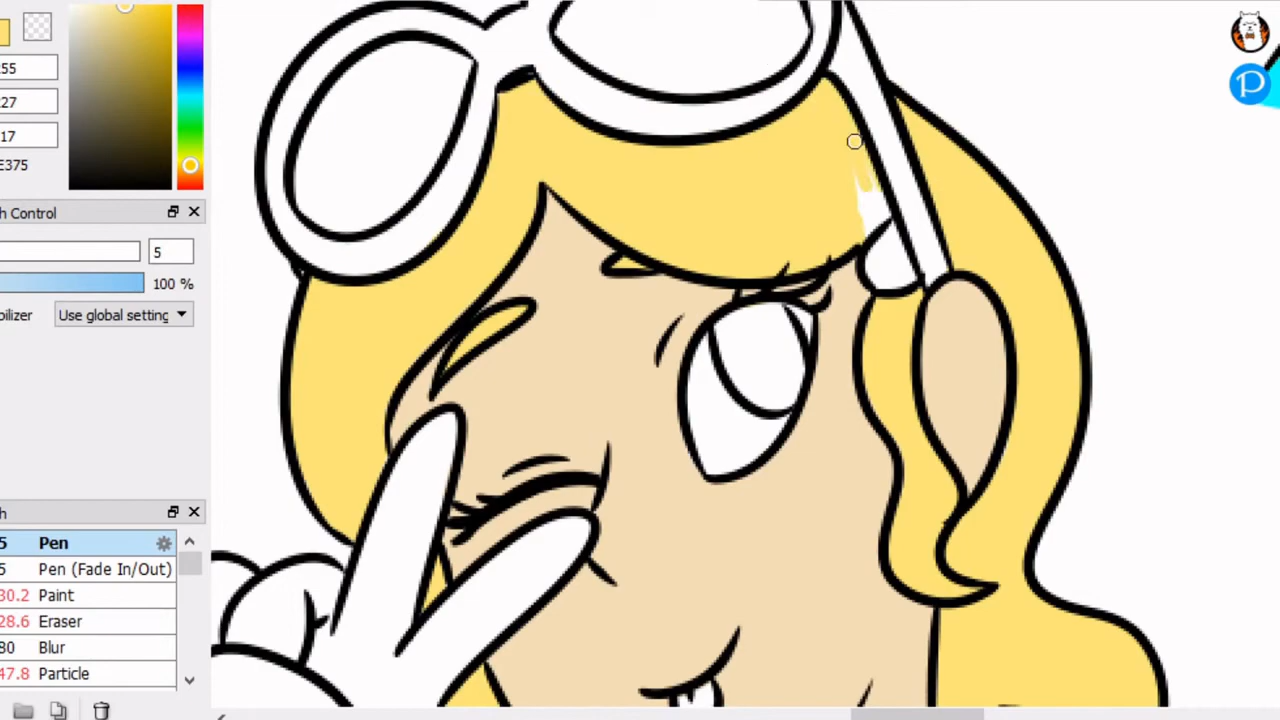 55
27
17
E375
h Control
5
100 %
ilizer
Use global setting
h
5 Pen
5 Pen (Fade In/Out)
30.2 Paint
28.6 Eraser
80 Blur
47.8 Particle
P